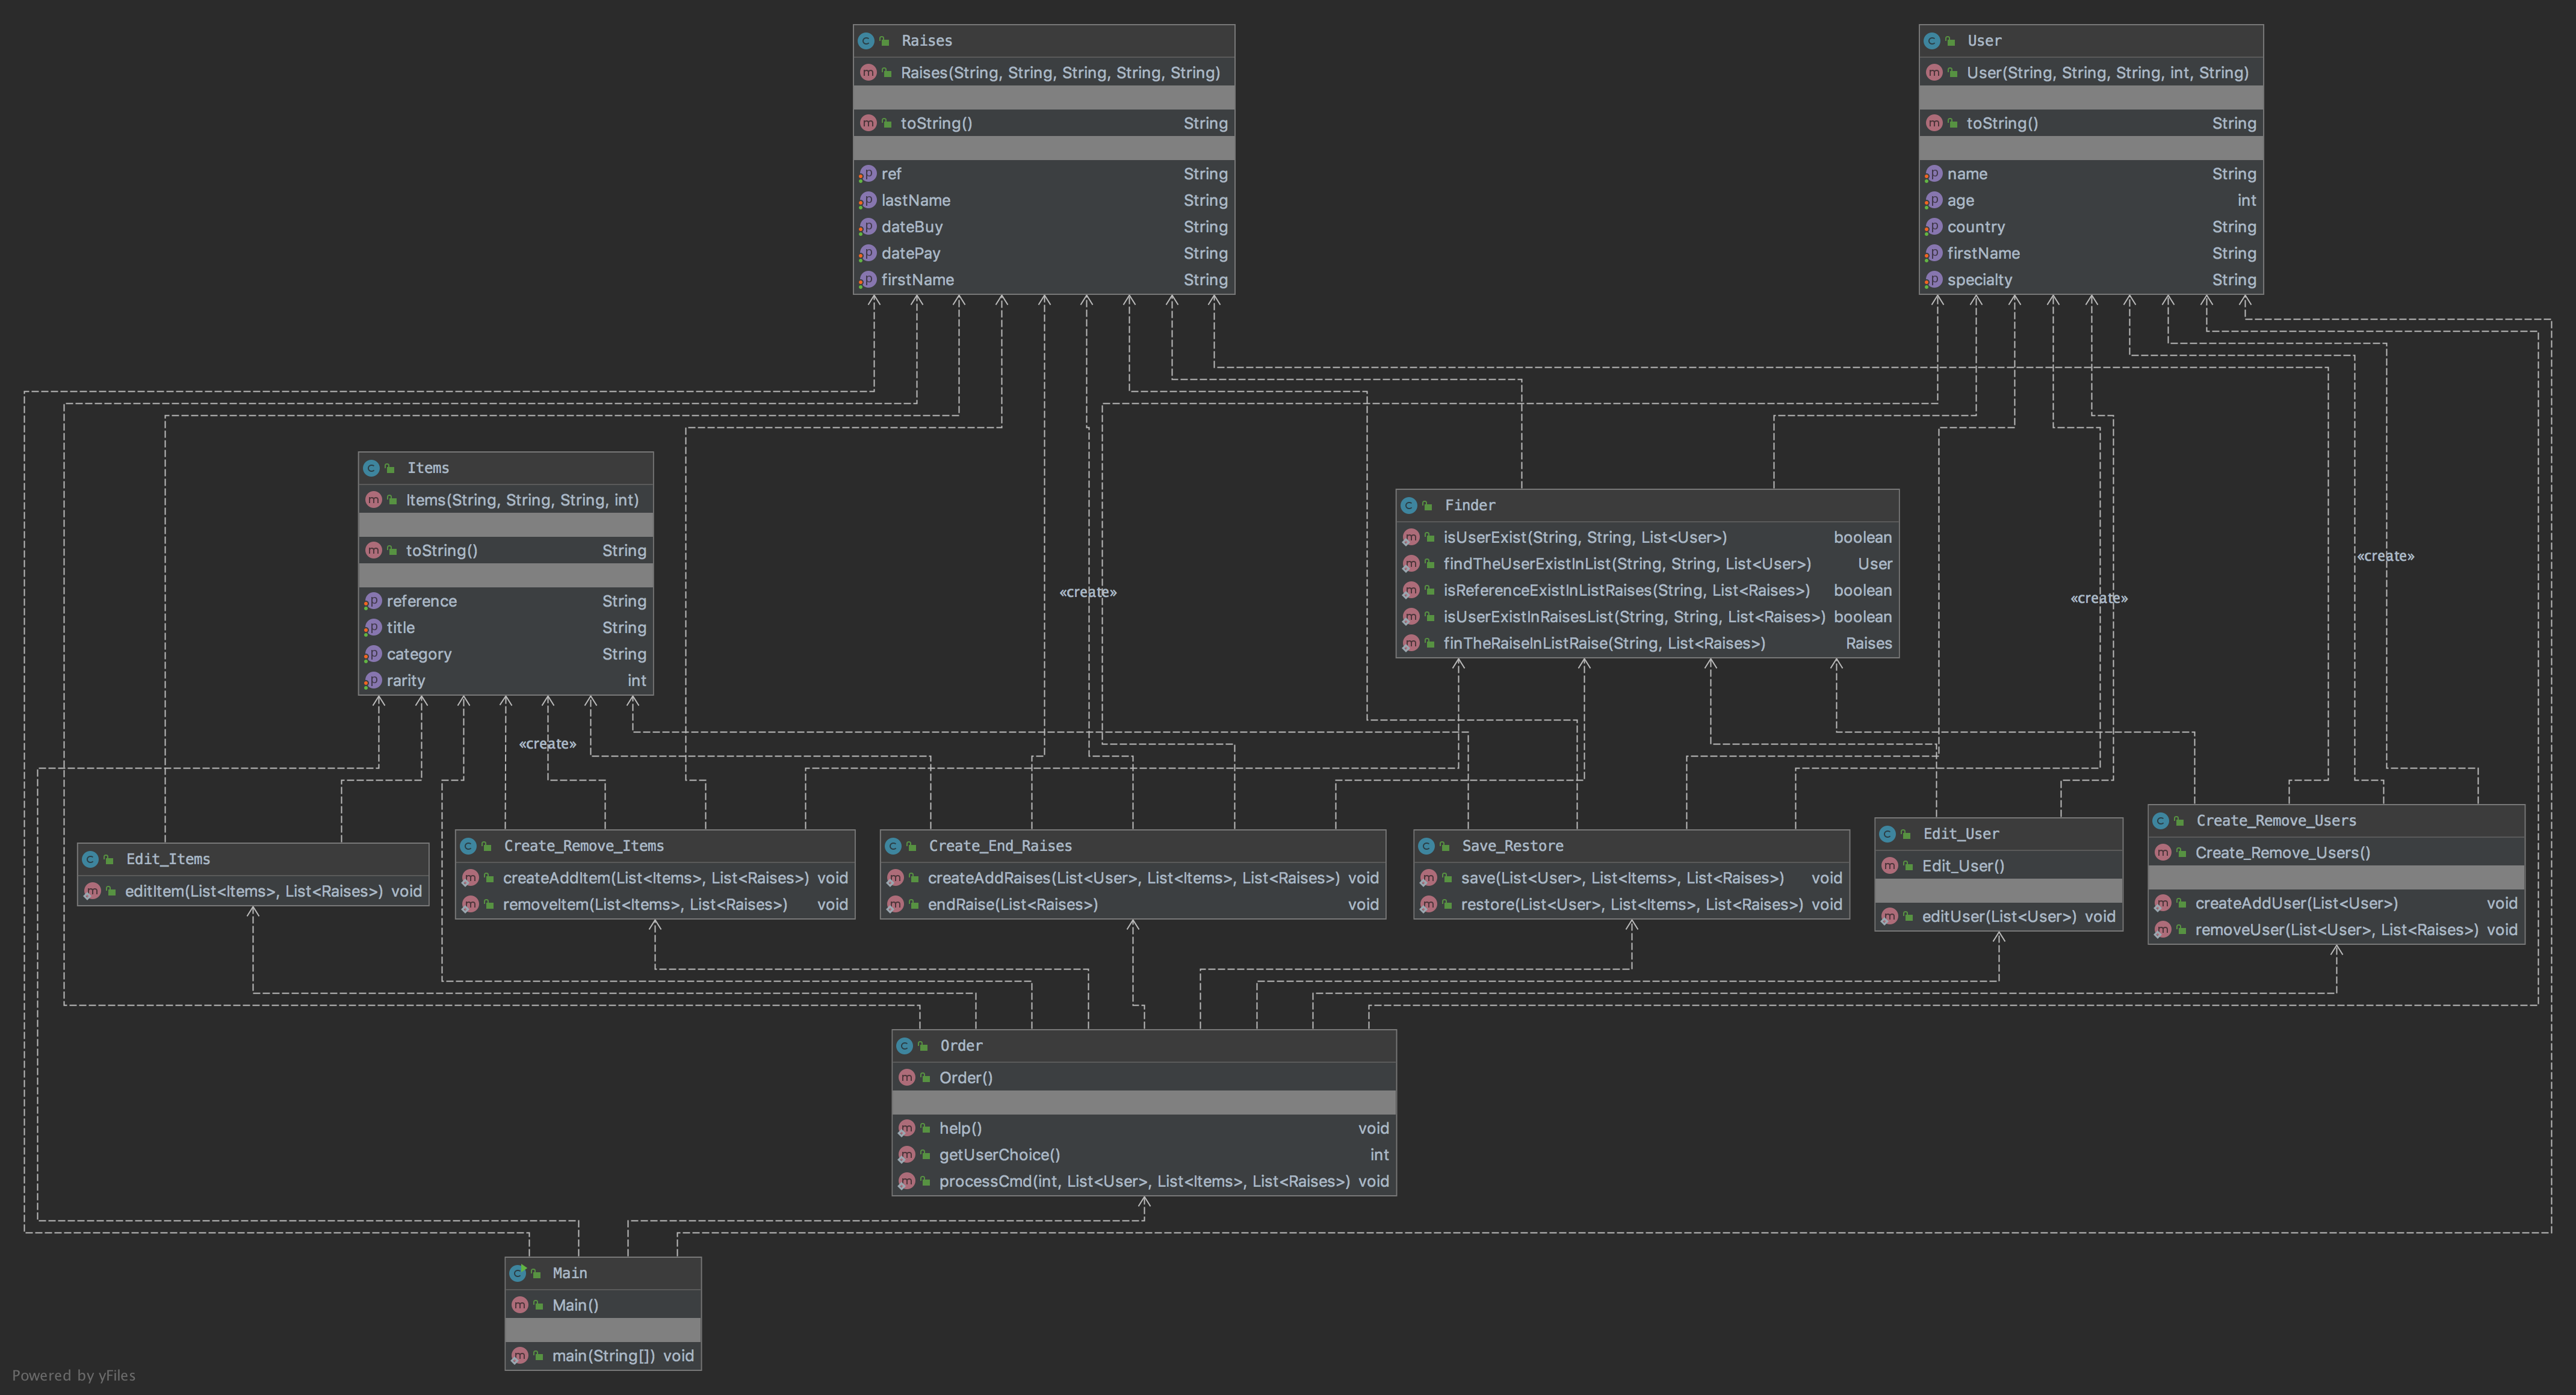 Raises
Raises(String, String, String, String, String)
toString() String
ref String
lastName String
dateBuy String
datePay String
firstName String
User
User(String, String, String, int, String)
toString() String
name String
age int
country String
firstName String
specialty String
Items
Items(String, String, String, int)
toString() String
reference String
title String
category String
rarity int
Finder
isUserExist(String, String, List<User>) boolean
findTheUserExistInList(String, String, List<User>) User
isReferenceExistInListRaises(String, List<Raises>) boolean
isUserExistInRaisesList(String, String, List<Raises>) boolean
finTheRaiseInListRaise(String, List<Raises>) Raises
«create»
«create»
«create»
«create»
Edit_Items
editItem(List<Items>, List<Raises>) void
Create_Remove_Items
createAddItem(List<Items>, List<Raises>) void
removeItem(List<Items>, List<Raises>) void
Create_End_Raises
createAddRaises(List<User>, List<Items>, List<Raises>) void
endRaise(List<Raises>) void
Save_Restore
save(List<User>, List<Items>, List<Raises>) void
restore(List<User>, List<Items>, List<Raises>) void
Edit_User
Edit_User()
editUser(List<User>) void
Create_Remove_Users
Create_Remove_Users()
createAddUser(List<User>) void
removeUser(List<User>, List<Raises>) void
Order
Order()
help() void
getUserChoice() int
processCmd(int, List<User>, List<Items>, List<Raises>) void
Main
Main()
main(String[]) void
Powered by yFiles